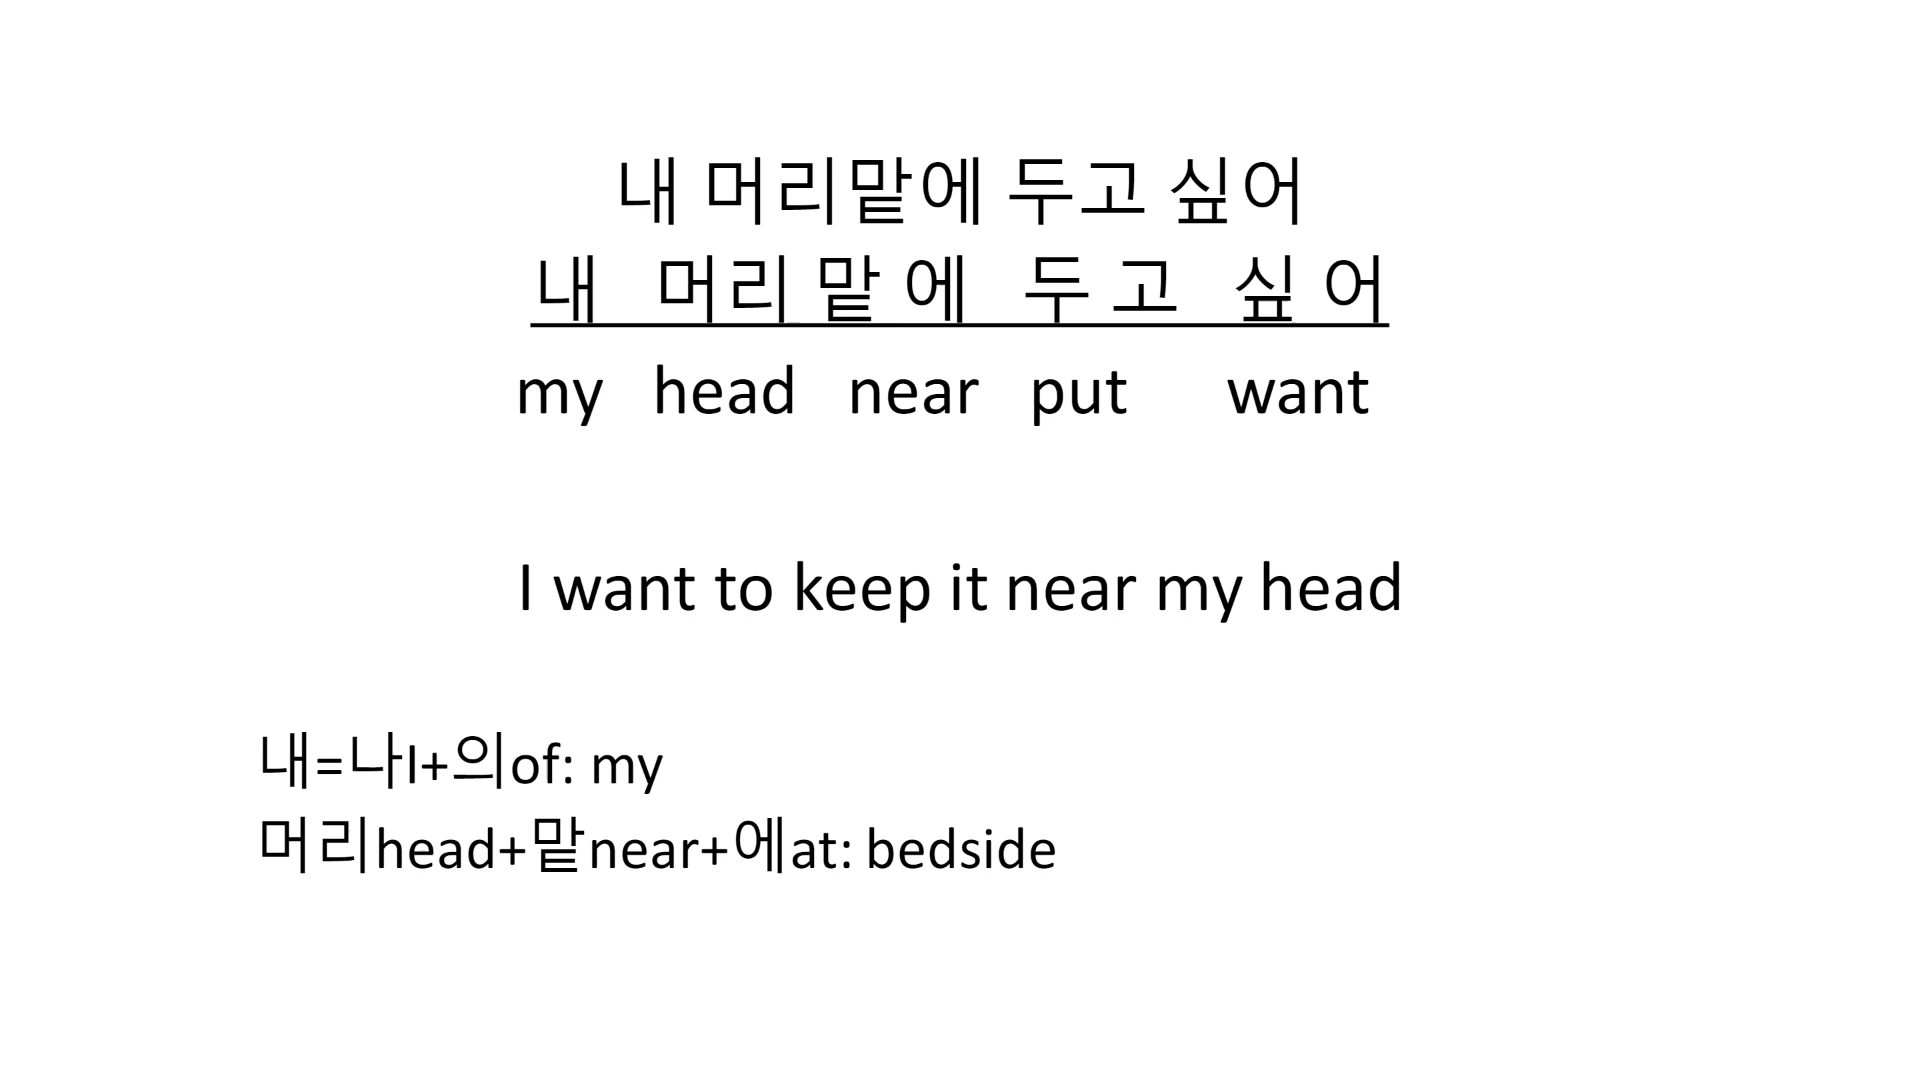 내 머리맡에 두고 싶어
내 머리 맡 에 두 고 싶 어
my head near put want
I want to keep it near my head
내=나I+의of: my
머리head+맡near+에at: bedside